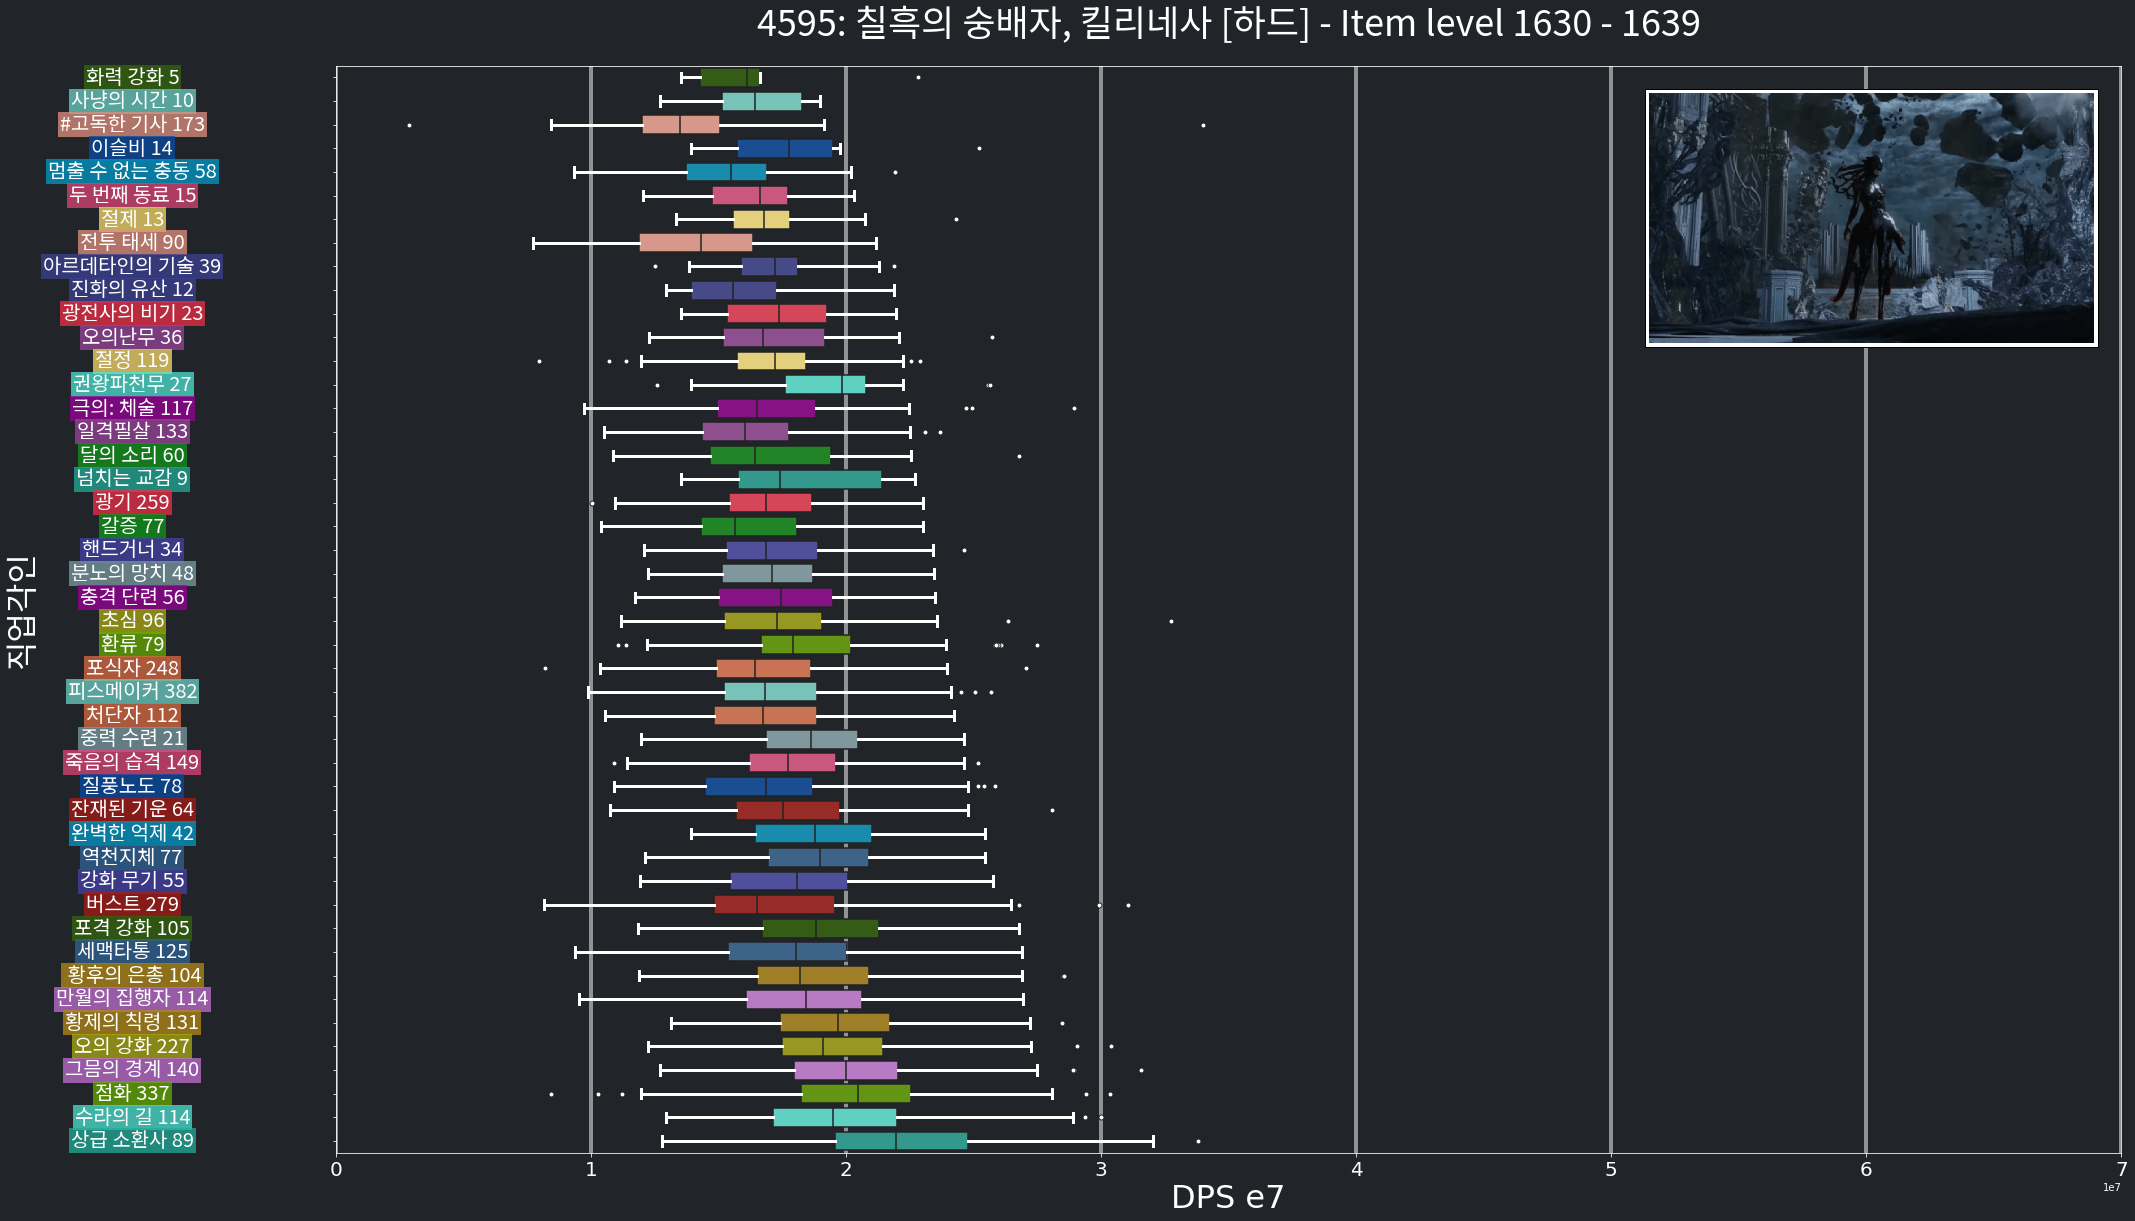 4595: 칠흑의 숭배자, 킬리네사 [하드] - Item level 1630 - 1639
화력 강화 5
사냥의 시간 10
#고독한 기사 173
이슬비 14
멈출 수 없는 충동 58
두 번째 동료 15
절제 13
전투 태세 90
아르데타인의 기술 39
진화의 유산 12
광전사의 비기 23
오의난무 36
절정 119
권왕파천무 27
극의: 체술 117
일격필살 133
달의 소리 60
넘치는 교감 9
광기 259
갈증 77
핸드거너 34
분노의 망치 48
충격 단련 56
초심 96
환류 79
포식자 248
피스메이커 382
처단자 112
중력 수련 21
죽음의 습격 149
질풍노도 78
잔재된 기운 64
완벽한 억제 42
역천지체 77
강화 무기 55
버스트 279
포격 강화 105
세맥타통 125
황후의 은총 104
만월의 집행자 114
황제의 칙령 131
오의 강화 227
그믐의 경계 140
점화 337
수라의 길 114
상급 소환사 89
직업각인
0 1 2 3 4 5 6 7
1e7
DPS e7